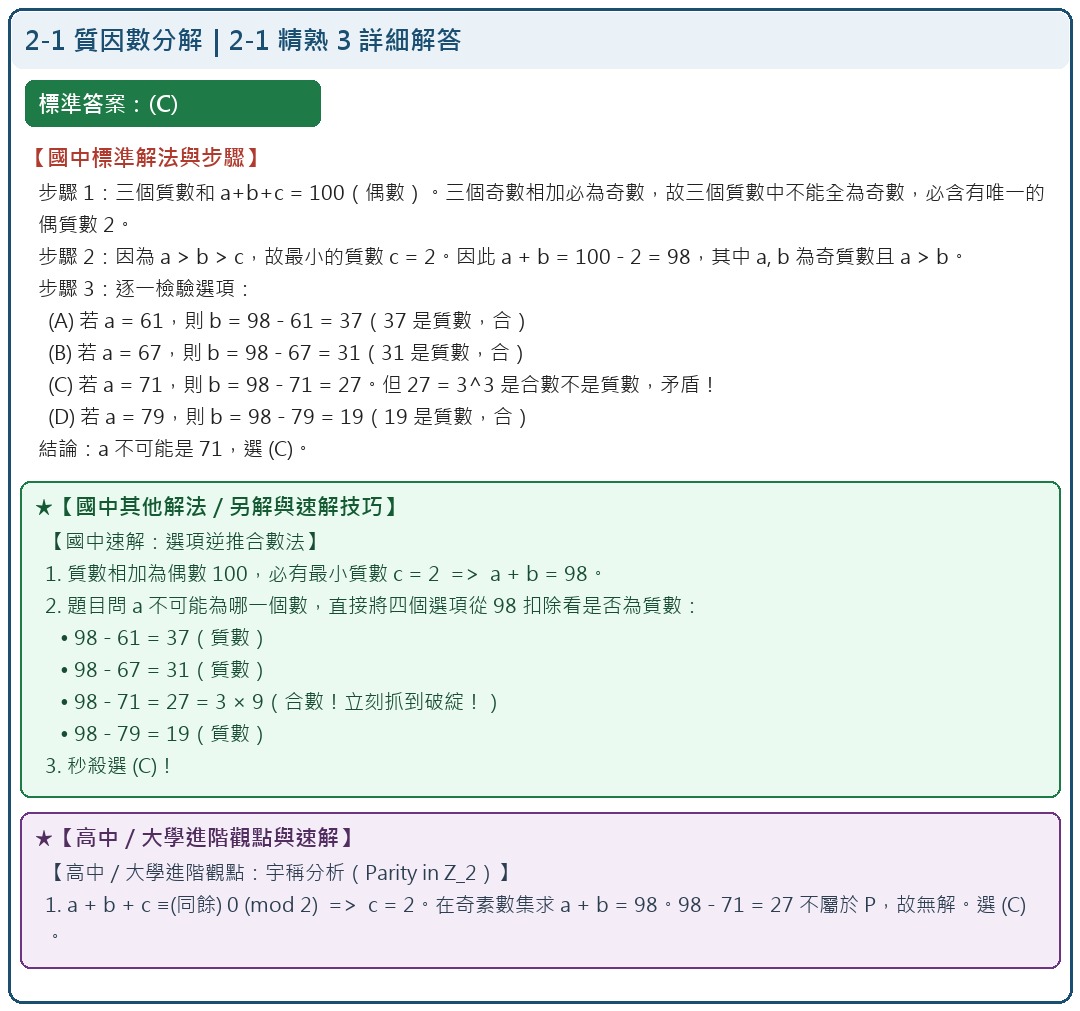 2-1 質因數分解 | 2-1 精熟 3 詳細解答
標準答案：(C)
【國中標準解法與步驟】
步驟 1：三個質數和 a+b+c = 100（偶數）。三個奇數相加必為奇數，故三個質數中不能全為奇數，必含有唯一的
偶質數 2。
步驟 2：因為 a > b > c，故最小的質數 c = 2。因此 a + b = 100 - 2 = 98，其中 a, b 為奇質數且 a > b。
步驟 3：逐一檢驗選項：
(A) 若 a = 61，則 b = 98 - 61 = 37（37 是質數，合）
(B) 若 a = 67，則 b = 98 - 67 = 31（31 是質數，合）
(C) 若 a = 71，則 b = 98 - 71 = 27。但 27 = 3^3 是合數不是質數，矛盾！
(D) 若 a = 79，則 b = 98 - 79 = 19（19 是質數，合）
結論：a 不可能是 71，選 (C)。
★【國中其他解法 / 另解與速解技巧】
【國中速解：選項逆推合數法】
1. 質數相加為偶數 100，必有最小質數 c = 2 => a + b = 98。
2. 題目問 a 不可能為哪一個數，直接將四個選項從 98 扣除看是否為質數：
• 98 - 61 = 37（質數）
• 98 - 67 = 31（質數）
• 98 - 71 = 27 = 3 × 9（合數！立刻抓到破綻！）
• 98 - 79 = 19（質數）
3. 秒殺選 (C)！
★【高中 / 大學進階觀點與速解】
【高中 / 大學進階觀點：宇稱分析（Parity in Z_2）】
1. a + b + c ≡(同餘) 0 (mod 2) => c = 2。在奇素數集求 a + b = 98。98 - 71 = 27 不屬於 P，故無解。選 (C)
。